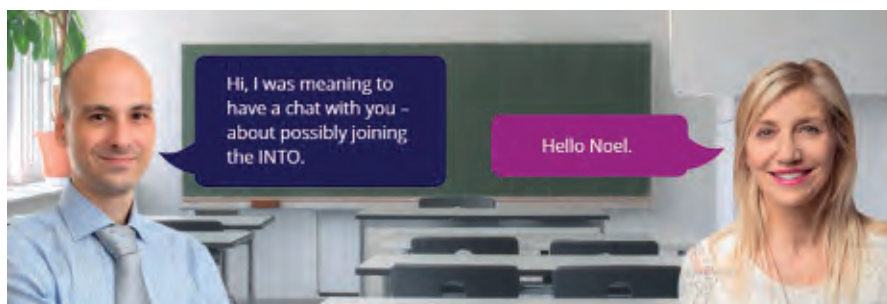 Hi, I was meaning to
have a chat with you –
about possibly joining
the INTO.
Hello Noel.